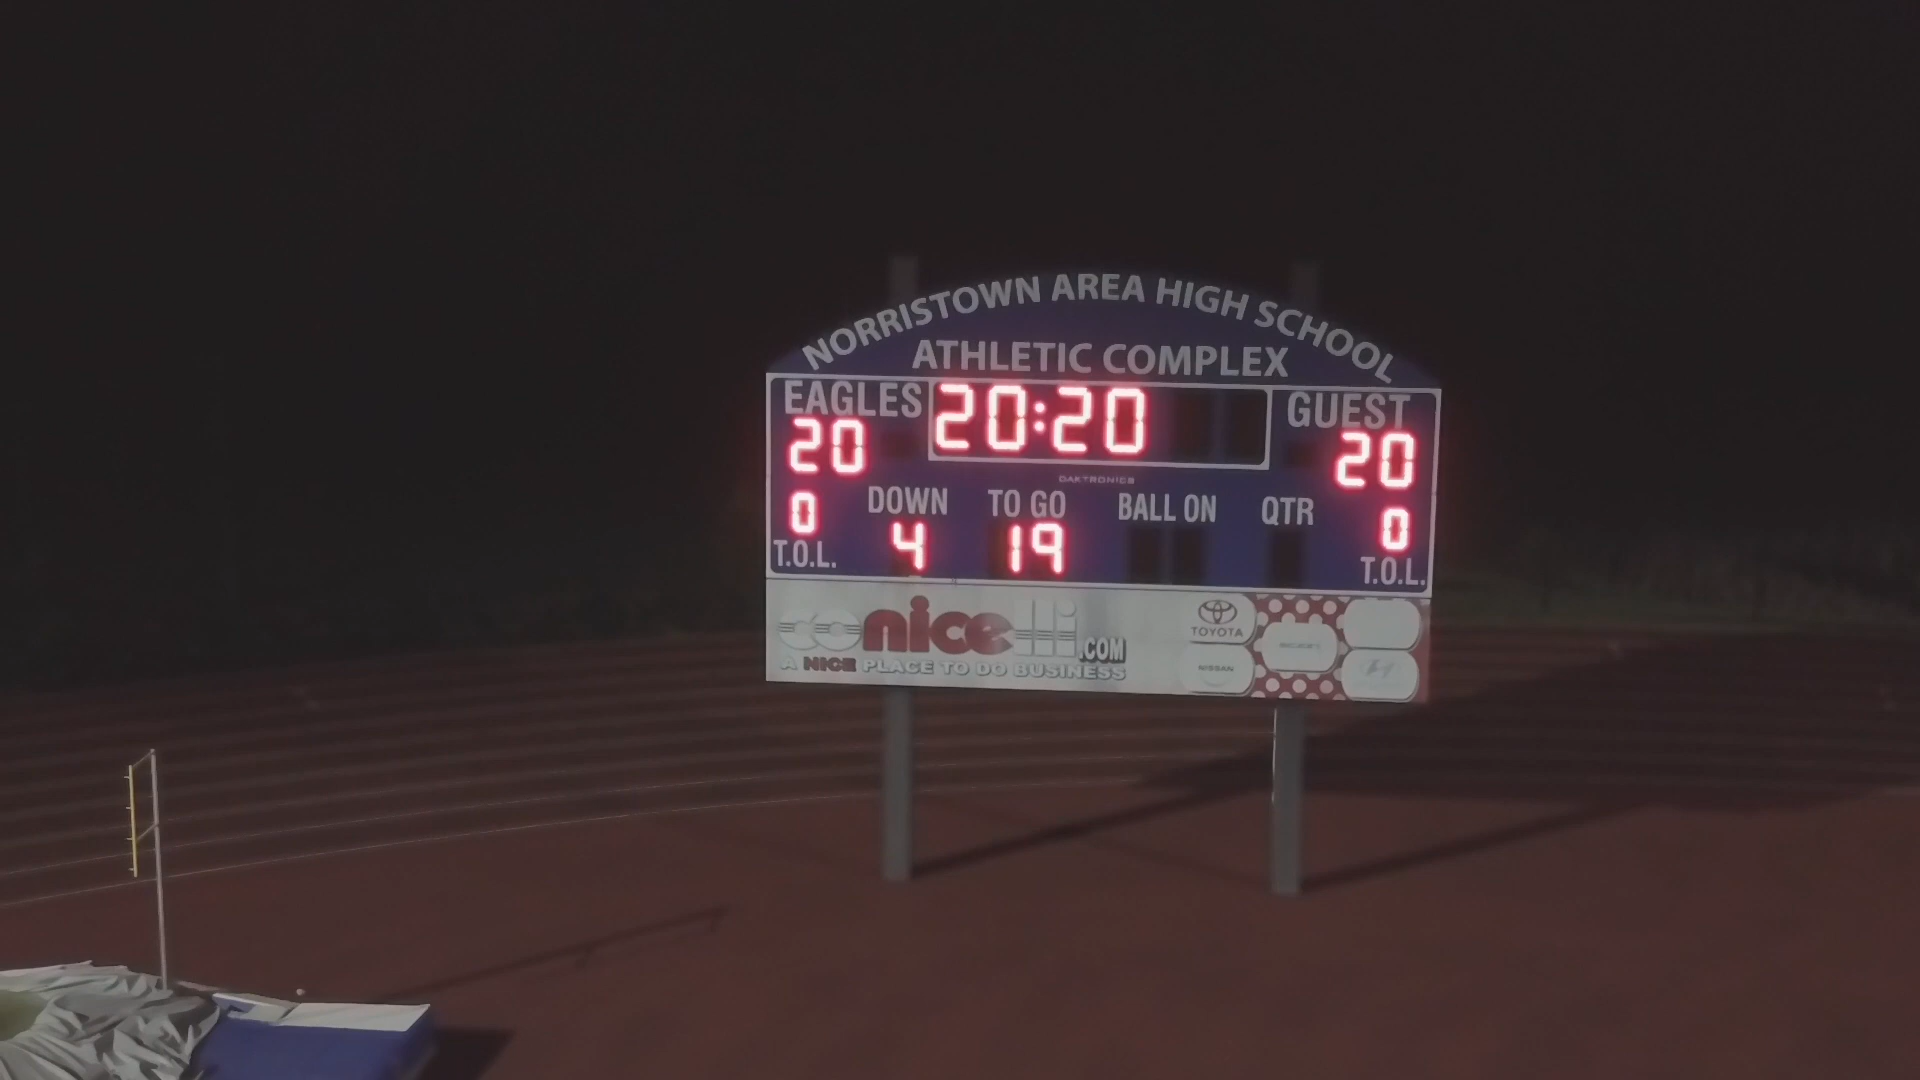 NORRISTOWN AREA HIGH SCHOOL
ATHLETIC COMPLEX
EAGLES 20:20 GUEST
20 20
DAKTRONICS
DOWN TO GO BALL ON QTR
0 4 19 0
T.O.L. T.O.L.
conicelli.com
A NICE PLACE TO DO BUSINESS
TOYOTA
NISSAN